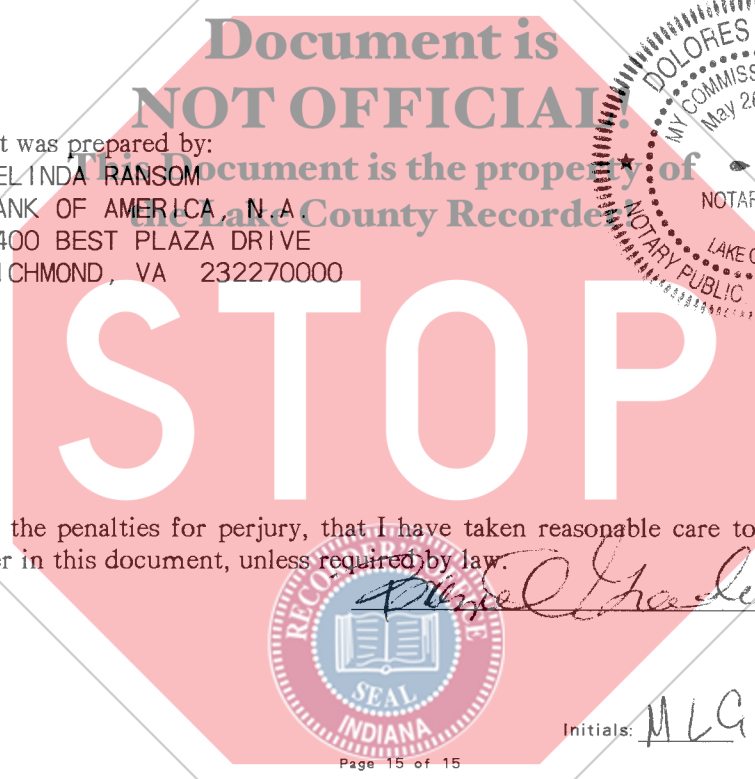 Document is
NOT OFFICIAL!
This Document is the property of
the Lake County Recorder!
t was prepared by:
ELINDA RANSOM
ANK OF AMERICA, N.A.
400 BEST PLAZA DRIVE
ICHMOND, VA 232270000
DOLORES
MY COMMISS
May 26
NOTAR
LAKE C
NOTARY PUBLIC
STOP
the penalties for perjury, that I have taken reasonable care to
er in this document, unless required by law.
SEAL
INDIANA
Initials: MLG
Page 15 of 15